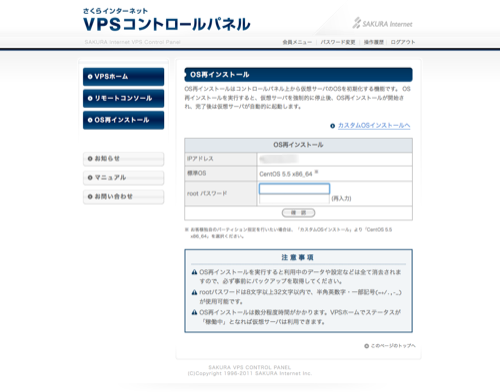 さくらインターネット
VPSコントロールパネル
SAKURA Internet VPS Control Panel
SAKURA Internet
会員メニュー | パスワード変更 | 操作履歴 | ログアウト
VPSホーム
リモートコンソール
OS再インストール
お知らせ
マニュアル
お問い合わせ
OS再インストール
OS再インストールはコントロールパネル上から仮想サーバのOSを初期化する機能です。 OS
再インストールを実行すると、仮想サーバを強制的に停止後、OS再インストールが開始さ
れ、完了後は仮想サーバが自動的に起動します。
カスタムOSインストールへ
OS再インストール
IPアドレス
標準OS
CentOS 5.5 x86_64 ※
root パスワード
(再入力)
確 認
※ お客様独自のパーティション設定を行いたい場合は、「カスタムOSインストール」より「CentOS 5.5
x86_64」を選択ください。
注意事項
OS再インストールを実行すると利用中のデータや設定などは全て消去されま
すので、必ず事前にバックアップを取得してください。
rootパスワードは8文字以上32文字以内で、半角英数字・一部記号
が使用可能です。
OS再インストールは数分程度時間がかかります。VPSホームでステータスが
「稼働中」となれば仮想サーバは利用できます。
このページのトップへ
SAKURA VPS CONTROL PANEL
(C)Copyright 1996-2011 SAKURA Internet Inc.